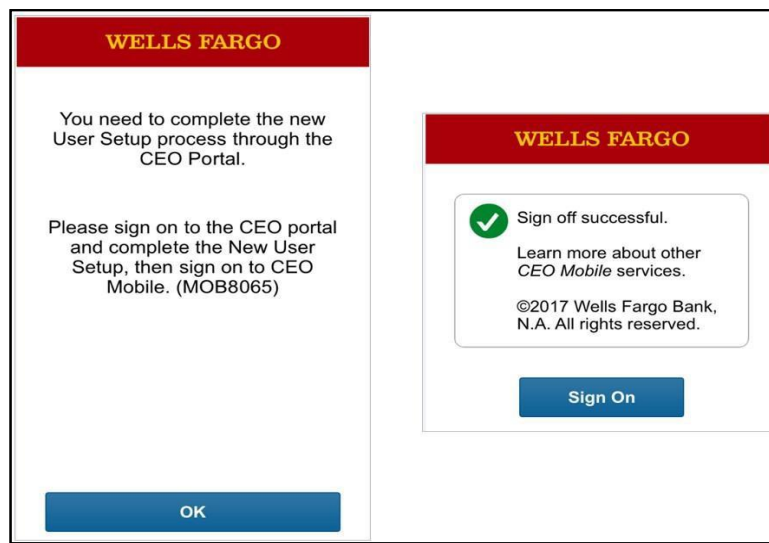 WELLS FARGO
You need to complete the new
User Setup process through the
CEO Portal.
Please sign on to the CEO portal
and complete the New User
Setup, then sign on to CEO
Mobile. (MOB8065)
OK
WELLS FARGO
Sign off successful.
Learn more about other
CEO Mobile services.
©2017 Wells Fargo Bank,
N.A. All rights reserved.
Sign On